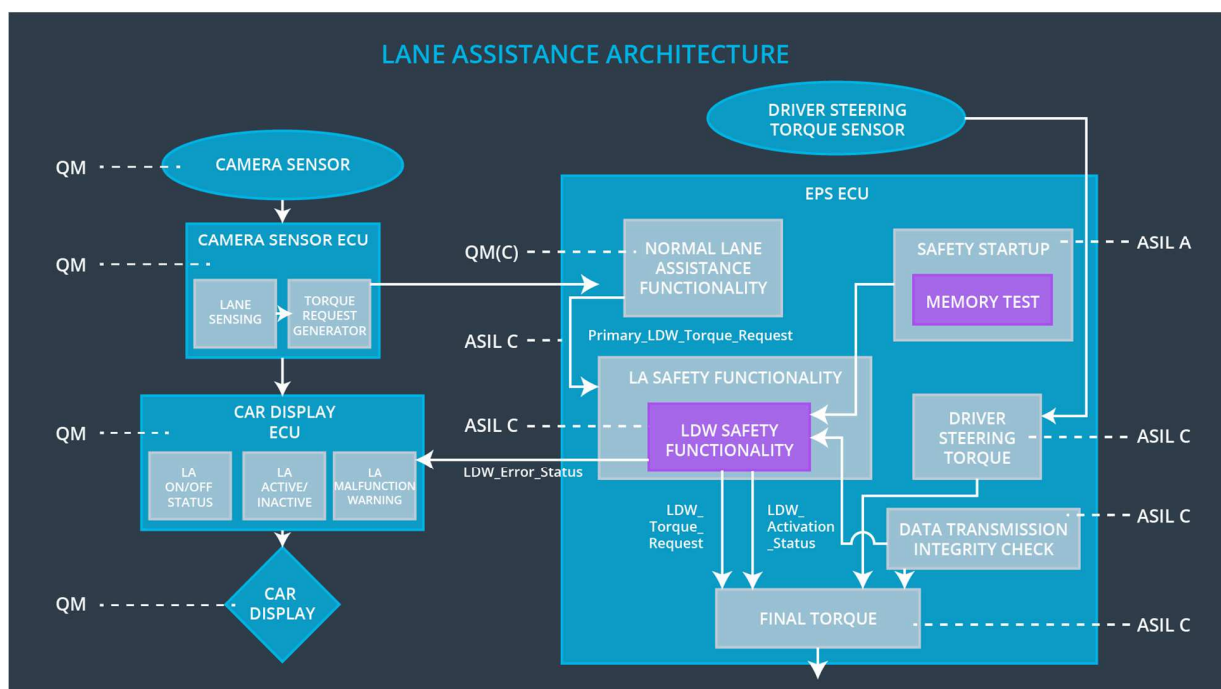 LANE ASSISTANCE ARCHITECTURE
DRIVER STEERING
TORQUE SENSOR
QM
CAMERA SENSOR
EPS ECU
QM
CAMERA SENSOR ECU
LANE
SENSING
TORQUE
REQUEST
GENERATOR
QM(C)
NORMAL LANE
ASSISTANCE
FUNCTIONALITY
SAFETY STARTUP
MEMORY TEST
ASIL A
ASIL C
Primary_LDW_Torque_Request
LA SAFETY FUNCTIONALITY
QM
CAR DISPLAY
ECU
LA
ON/OFF
STATUS
LA
ACTIVE/
INACTIVE
LA
MALFUNCTION
WARNING
ASIL C
LDW SAFETY
FUNCTIONALITY
LDW_Error_Status
DRIVER
STEERING
TORQUE
ASIL C
LDW_
Torque_
Request
LDW_
Activation
_Status
DATA TRANSMISSION
INTEGRITY CHECK
ASIL C
QM
CAR
DISPLAY
FINAL TORQUE
ASIL C